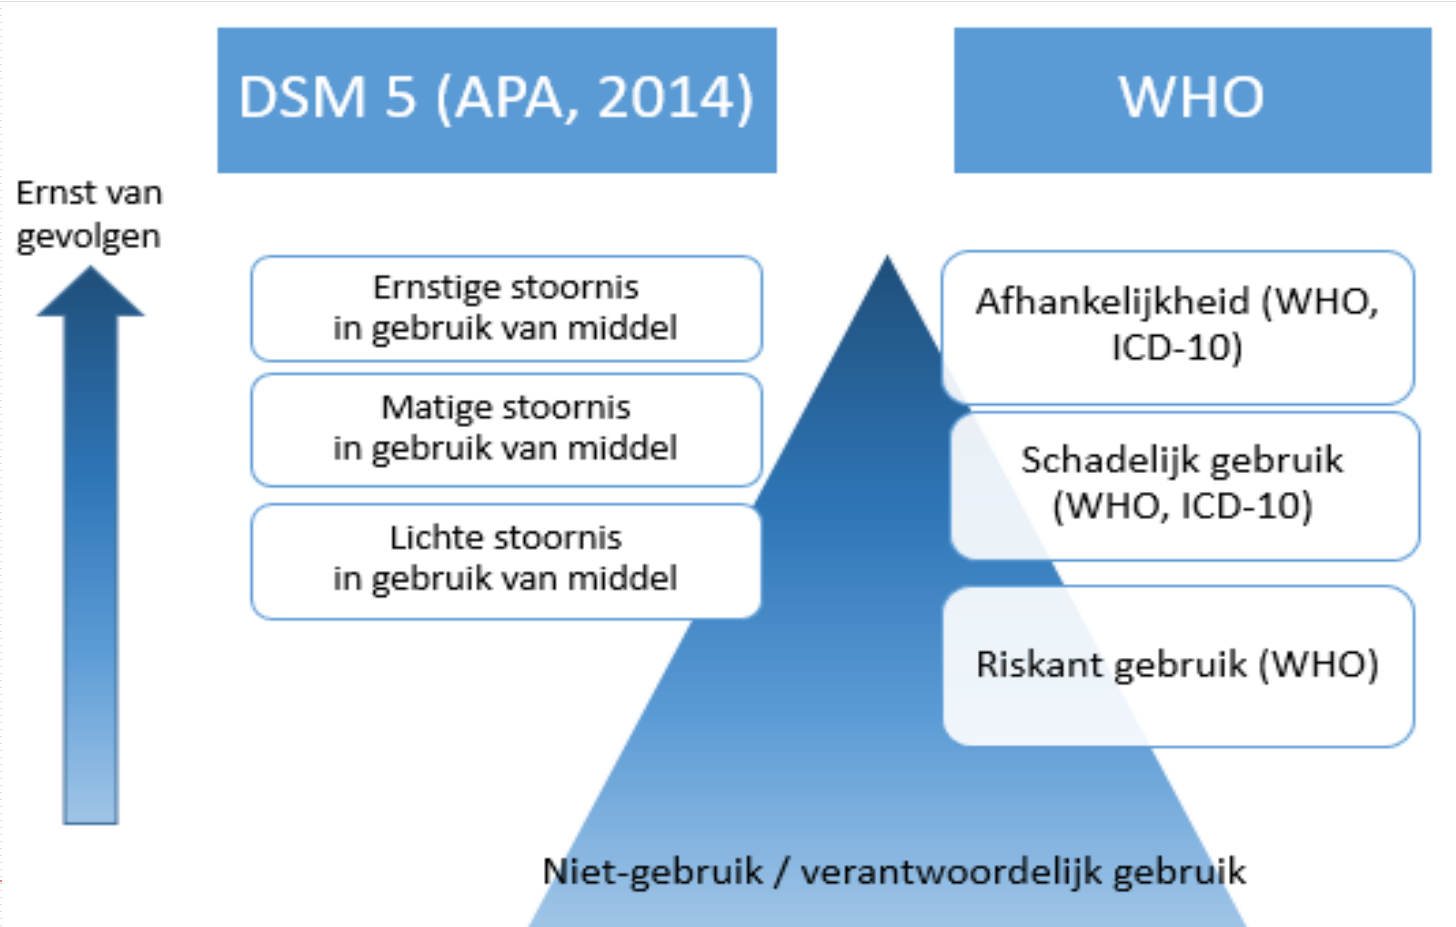 DSM 5 (APA, 2014)
WHO
Ernst van
gevolgen
Ernstige stoornis
in gebruik van middel
Matige stoornis
in gebruik van middel
Lichte stoornis
in gebruik van middel
Afhankelijkheid (WHO,
ICD-10)
Schadelijk gebruik
(WHO, ICD-10)
Riskant gebruik (WHO)
Niet-gebruik / verantwoordelijk gebruik